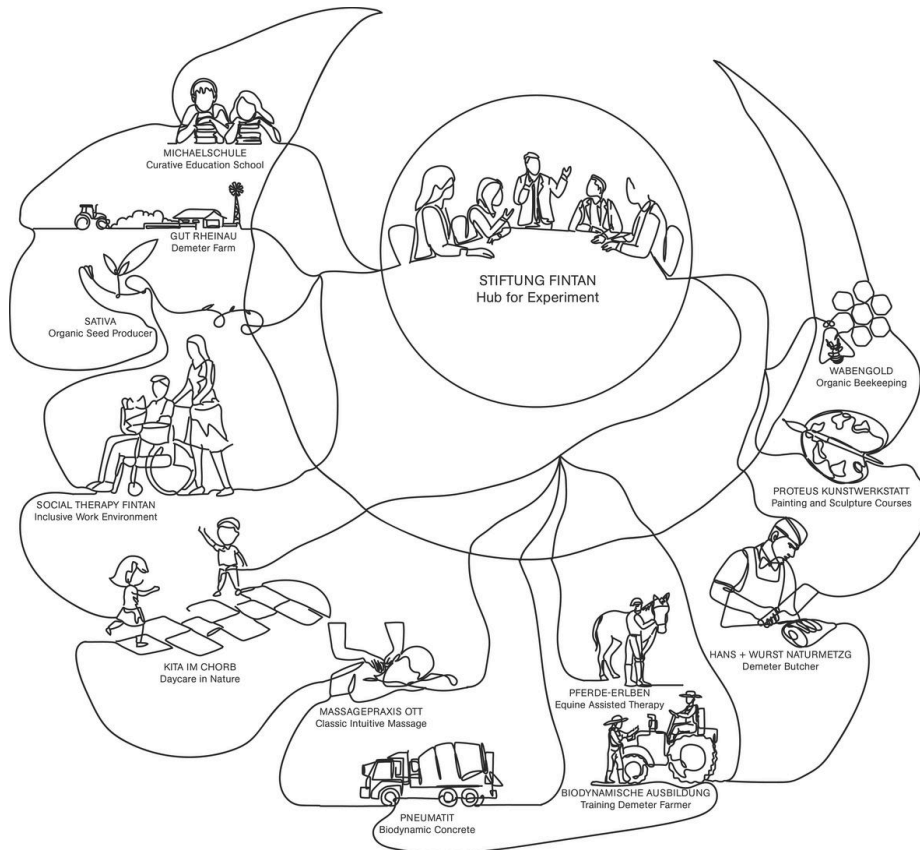 MICHAELSCHULE
Curative Education School
GUT RHEINAU
Demeter Farm
SATIVA
Organic Seed Producer
SOCIAL THERAPY FINTAN
Inclusive Work Environment
KITA IM CHORB
Daycare in Nature
MASSAGEPRAXIS OTT
Classic Intuitive Massage
PNEUMATIT
Biodynamic Concrete
STIFTUNG FINTAN
Hub for Experiment
PFERDE-ERLBEN
Equine Assisted Therapy
BIODYNAMISCHE AUSBILDUNG
Training Demeter Farmer
WABENGOLD
Organic Beekeeping
PROTEUS KUNSTWERKSTATT
Painting and Sculpture Courses
HANS + WURST NATURMETZG
Demeter Butcher